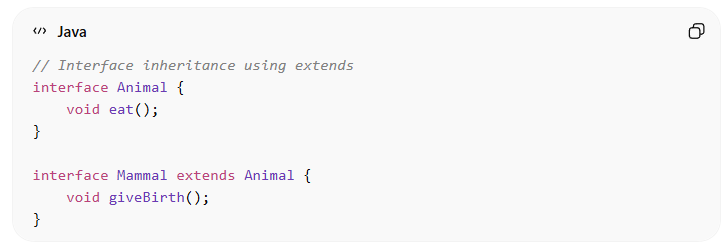 Java
// Interface inheritance using extends
interface Animal {
    void eat();
}

interface Mammal extends Animal {
    void giveBirth();
}